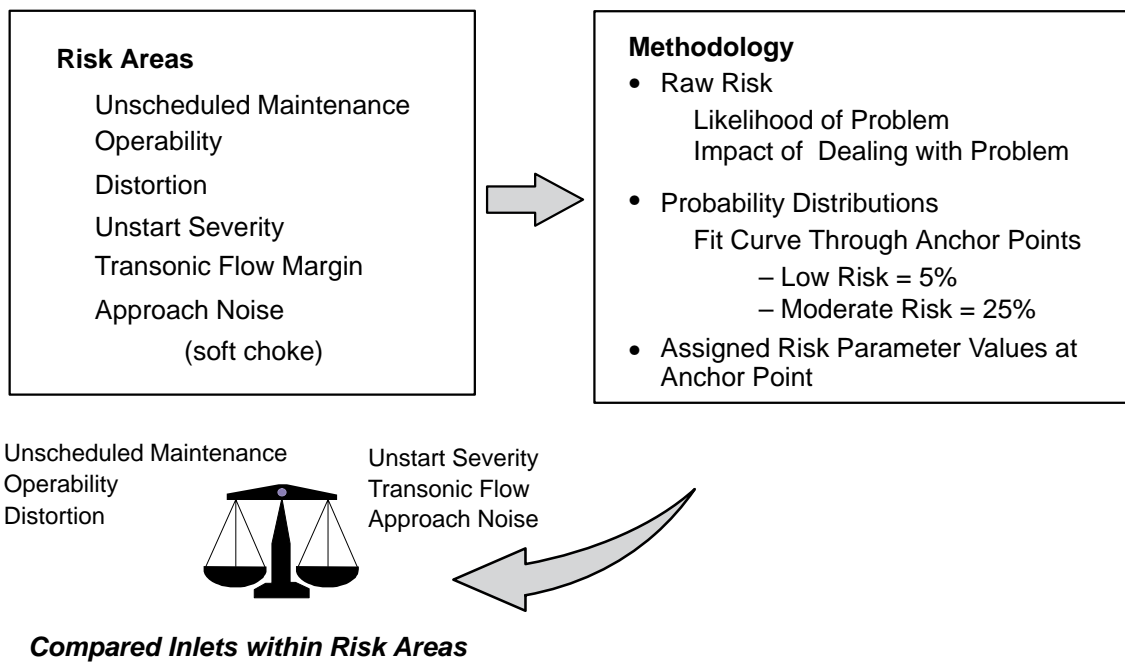 Risk Areas
Unscheduled Maintenance
Operability
Distortion
Unstart Severity
Transonic Flow Margin
Approach Noise
(soft choke)
Methodology
• Raw Risk
Likelihood of Problem
Impact of Dealing with Problem
• Probability Distributions
Fit Curve Through Anchor Points
– Low Risk = 5%
– Moderate Risk = 25%
• Assigned Risk Parameter Values at
Anchor Point
Unscheduled Maintenance
Operability
Distortion
Unstart Severity
Transonic Flow
Approach Noise
Compared Inlets within Risk Areas